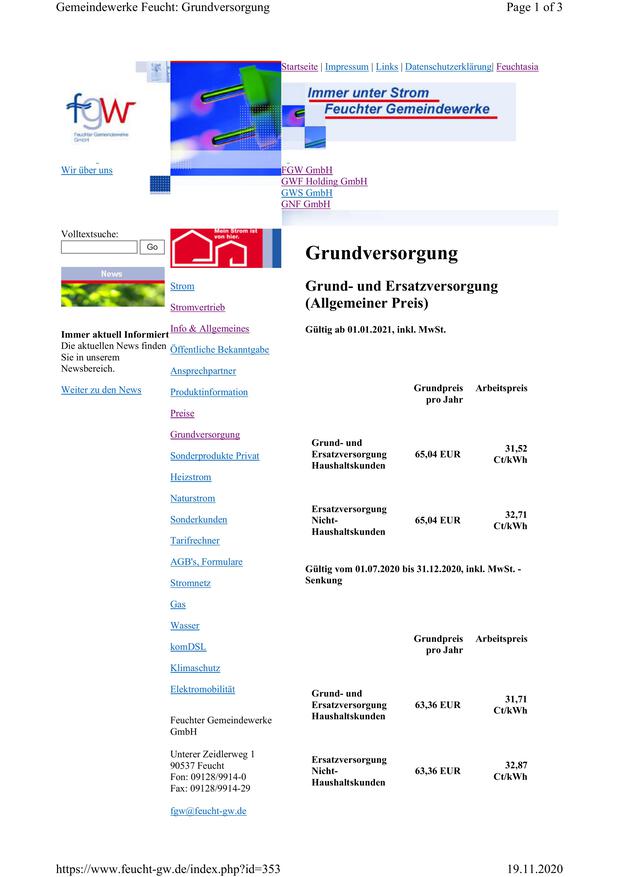 Gemeindewerke Feucht: Grundversorgung
Page 1 of 3
Startseite | Impressum | Links | Datenschutzerklärung| Feuchtasia
fgw
Feuchter Gemeindewerke
GmbH
Immer unter Strom
Feuchter Gemeindewerke
Wir über uns
FGW GmbH
GWF Holding GmbH
GWS GmbH
GNF GmbH
Volltextsuche:
Go
News
Immer aktuell Informiert
Die aktuellen News finden
Sie in unserem
Newsbereich.
Weiter zu den News
Mein Strom ist
von hier.
Strom
Stromvertrieb
Info & Allgemeines
Öffentliche Bekanntgabe
Ansprechpartner
Produktinformation
Preise
Grundversorgung
Sonderprodukte Privat
Heizstrom
Naturstrom
Sonderkunden
Tarifrechner
AGB's, Formulare
Stromnetz
Gas
Wasser
komDSL
Klimaschutz
Elektromobilität
Feuchter Gemeindewerke
GmbH
Unterer Zeidlerweg 1
90537 Feucht
Fon: 09128/9914-0
Fax: 09128/9914-29
fgw@feucht-gw.de
Grundversorgung
Grund- und Ersatzversorgung
(Allgemeiner Preis)
Gültig ab 01.01.2021, inkl. MwSt.
Grundpreis Arbeitspreis
pro Jahr
Grund- und
Ersatzversorgung
Haushaltskunden
65,04 EUR
31,52
Ct/kWh
Ersatzversorgung
Nicht-
Haushaltskunden
65,04 EUR
32,71
Ct/kWh
Gültig vom 01.07.2020 bis 31.12.2020, inkl. MwSt. -
Senkung
Grundpreis Arbeitspreis
pro Jahr
Grund- und
Ersatzversorgung
Haushaltskunden
63,36 EUR
31,71
Ct/kWh
Ersatzversorgung
Nicht-
Haushaltskunden
63,36 EUR
32,87
Ct/kWh
https://www.feucht-gw.de/index.php?id=353
19.11.2020